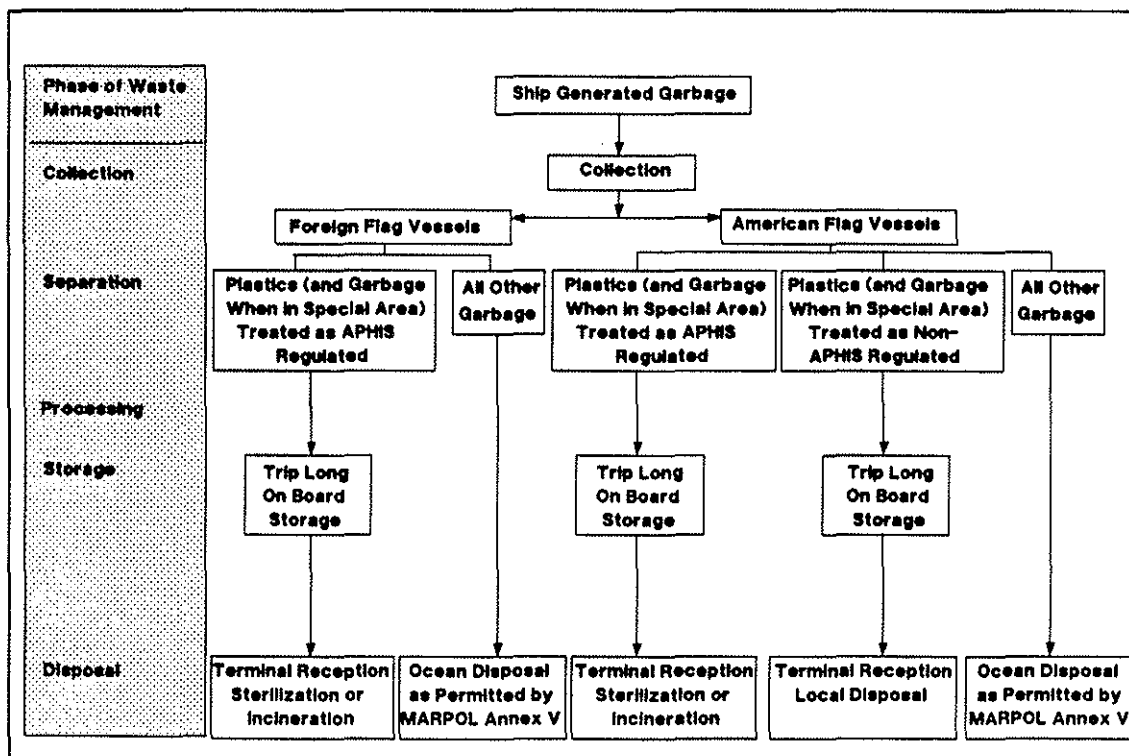 Phase of Waste
Management
Ship Generated Garbage
Collection
Collection
Foreign Flag Vessels
American Flag Vessels
Separation
Plastics (and Garbage
When in Special Area)
Treated as APHIS
Regulated
All Other
Garbage
Plastics (and Garbage
When in Special Area)
Treated as APHIS
Regulated
Plastics (and Garbage
When in Special Area)
Treated as Non-
APHIS Regulated
All Other
Garbage
Processing
Storage
Trip Long
On Board
Storage
Trip Long
On Board
Storage
Trip Long
On Board
Storage
Disposal
Terminal Reception
Sterilization or
Incineration
Ocean Disposal
as Permitted by
MARPOL Annex V
Terminal Reception
Sterilization or
Incineration
Terminal Reception
Local Disposal
Ocean Disposal
as Permitted by
MARPOL Annex V